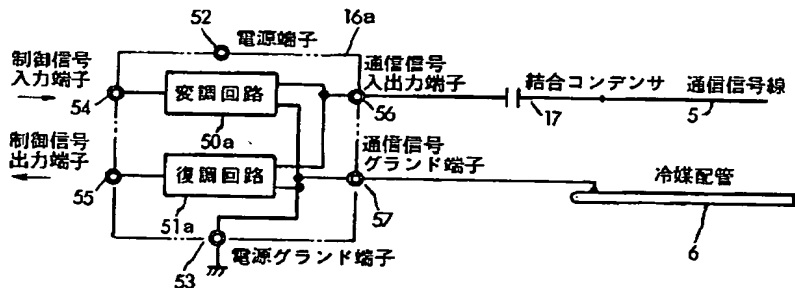 52
電源端子
16a
制御信号
入力端子
54
変調回路
50a
通信信号
入出力端子
56
結合コンデンサ
17
通信信号線
5
制御信号
出力端子
55
復調回路
51a
通信信号
グランド端子
57
冷媒配管
6
53
電源グランド端子